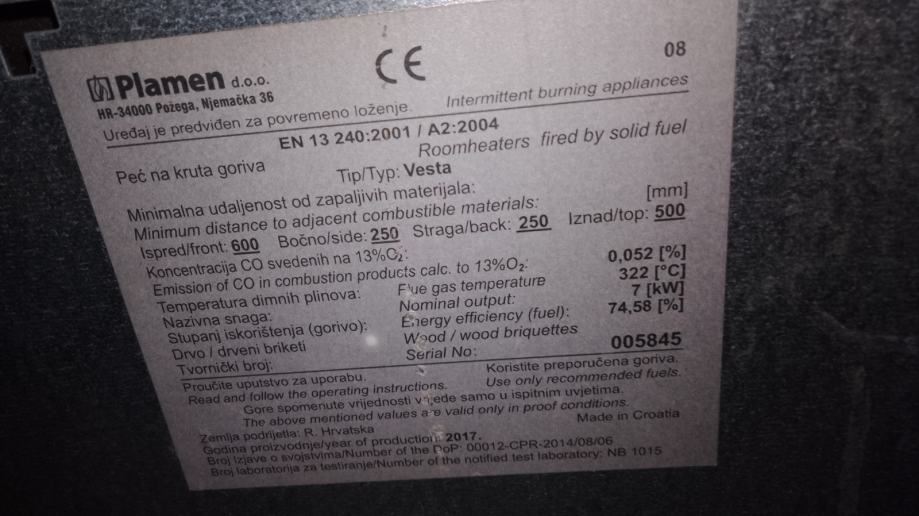 Plamen d.o.o.
CE
08
HR-34000 Požega, Njemačka 36
Uređaj je predviđen za povremeno loženje. Intermittent burning appliances
EN 13 240:2001 / A2:2004
Peć na kruta goriva Roomheaters fired by solid fuel
Tip/Typ: Vesta
Minimalna udaljenost od zapaljivih materijala:
Minimum distance to adjacent combustible materials: [mm]
Ispred/front: 600 Bočno/side: 250 Straga/back: 250 Iznad/top: 500
Koncentracija CO svedenih na 13%O₂:
Emission of CO in combustion products calc. to 13%O₂: 0,052 [%]
Temperatura dimnih plinova: Flue gas temperature 322 [°C]
Nazivna snaga: Nominal output: 7 [kW]
Stupanj iskorištenja (gorivo): Energy efficiency (fuel): 74,58 [%]
Drvo / drveni briketi Wood / wood briquettes
Tvornički broj: Serial No: 005845
Proučite uputstvo za uporabu. Koristite preporučena goriva.
Read and follow the operating instructions. Use only recommended fuels.
Gore spomenute vrijednosti vrijede samo u ispitnim uvjetima.
The above mentioned values are valid only in proof conditions.
Zemlja podrijetla: R. Hrvatska Made in Croatia
Godina proizvodnje/year of production: 2017.
Broj Izjave o svojstvima/Number of the DoP: 00012-CPR-2014/08/06
Broj laboratorija za testiranje/Number of the notified test laboratory: NB 1015